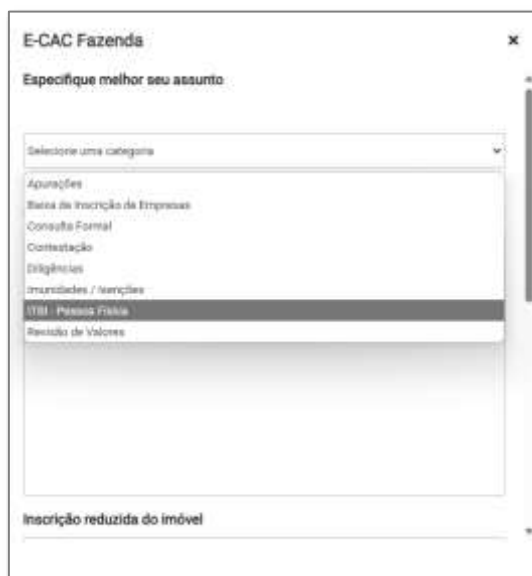 E-CAC Fazenda ×
Especifique melhor seu assunto
Selecione uma categoria
Apurações
Baixa de Inscrição de Empresas
Consulta Formal
Contestação
Diligências
Imunidades / Isenções
ITBI - Pessoa Física
Revisão de Valores
Inscrição reduzida do imóvel